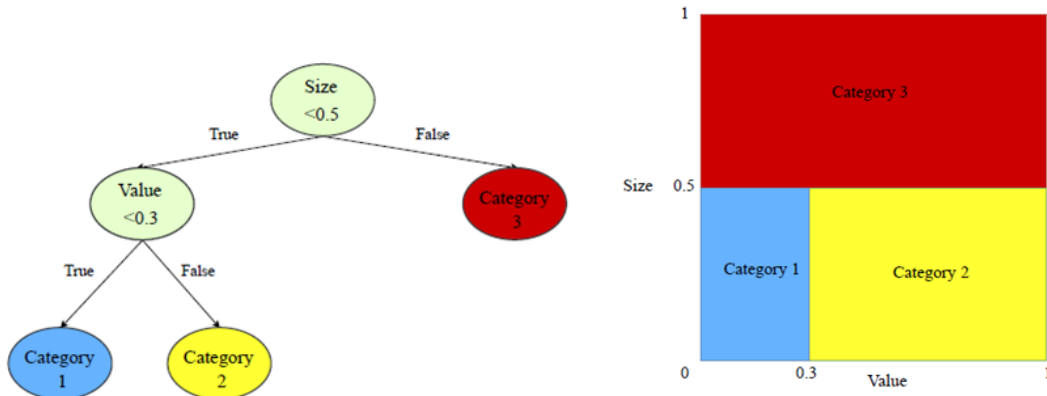 Size
<0.5
True
False
Value
<0.3
Category
3
True
False
Category
1
Category
2
1
Category 3
Size
0.5
Category 1
Category 2
0
0.3
Value
1